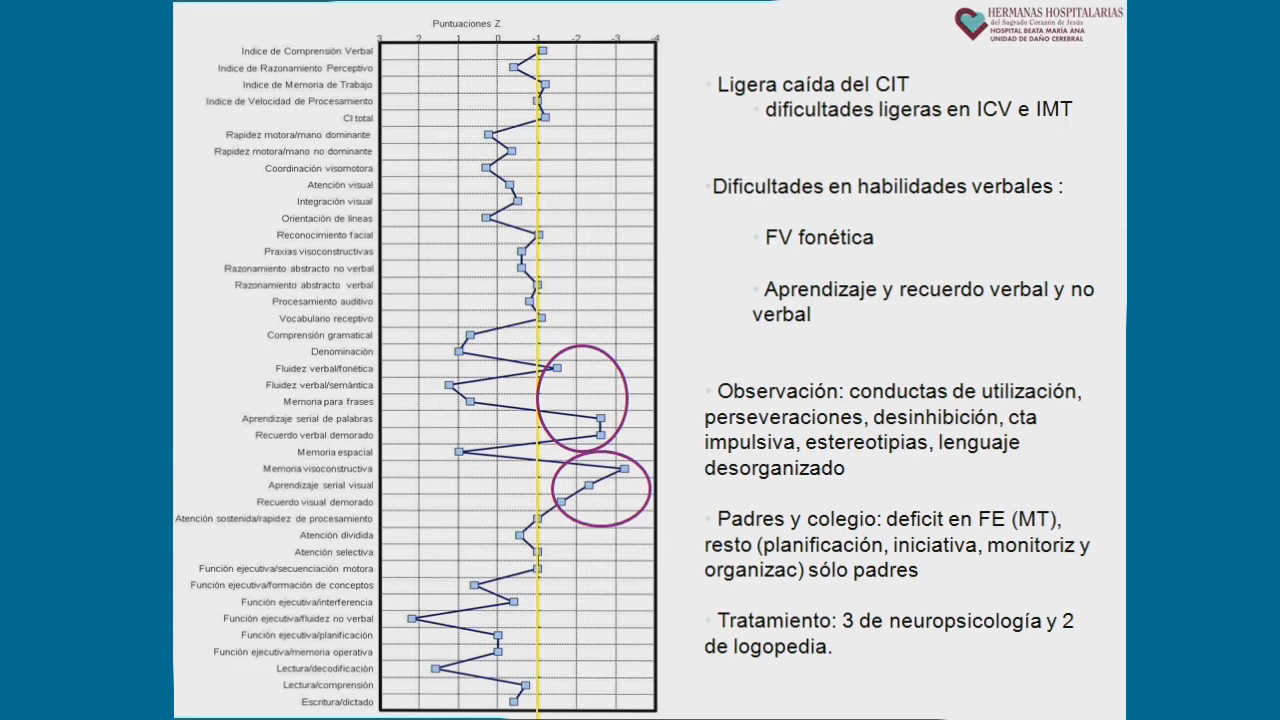 Puntuaciones Z
3 2 1 0 -1 -2 -3 -4
Indice de Comprensión Verbal
Indice de Razonamiento Perceptivo
Indice de Memoria de Trabajo
Indice de Velocidad de Procesamiento
CI total
Rapidez motora/mano dominante
Rapidez motora/mano no dominante
Coordinación visomotora
Atención visual
Integración visual
Orientación de líneas
Reconocimiento facial
Praxias visoconstructivas
Razonamiento abstracto no verbal
Razonamiento abstracto verbal
Procesamiento auditivo
Vocabulario receptivo
Comprensión gramatical
Denominación
Fluidez verbal/fonética
Fluidez verbal/semántica
Memoria para frases
Aprendizaje serial de palabras
Recuerdo verbal demorado
Memoria espacial
Memoria visoconstructiva
Aprendizaje serial visual
Recuerdo visual demorado
Atención sostenida/rapidez de procesamiento
Atención dividida
Atención selectiva
Función ejecutiva/secuenciación motora
Función ejecutiva/formación de conceptos
Función ejecutiva/interferencia
Función ejecutiva/fluidez no verbal
Función ejecutiva/planificación
Función ejecutiva/memoria operativa
Lectura/decodificación
Lectura/comprensión
Escritura/dictado
HERMANAS HOSPITALARIAS
del Sagrado Corazón de Jesús
HOSPITAL BEATA MARÍA ANA
UNIDAD DE DAÑO CEREBRAL
• Ligera caída del CIT
• dificultades ligeras en ICV e IMT
• Dificultades en habilidades verbales :
• FV fonética
• Aprendizaje y recuerdo verbal y no
verbal
• Observación: conductas de utilización,
perseveraciones, desinhibición, cta
impulsiva, estereotipias, lenguaje
desorganizado
• Padres y colegio: deficit en FE (MT),
resto (planificación, iniciativa, monitoriz y
organizac) sólo padres
• Tratamiento: 3 de neuropsicología y 2
de logopedia.